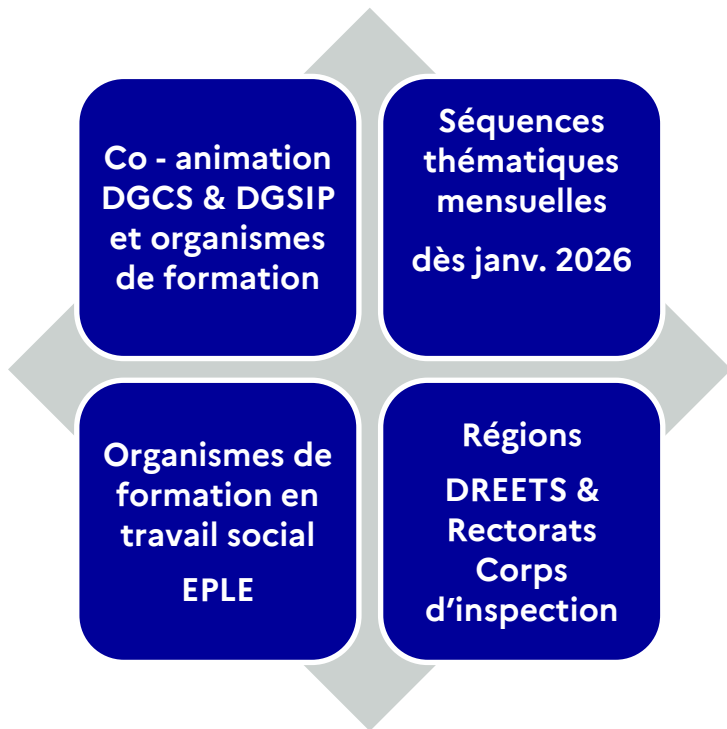 Co - animation
DGCS & DGSIP
et organismes
de formation
Séquences
thématiques
mensuelles
dès janv. 2026
Organismes de
formation en
travail social
EPLE
Régions
DREETS &
Rectorats
Corps
d’inspection